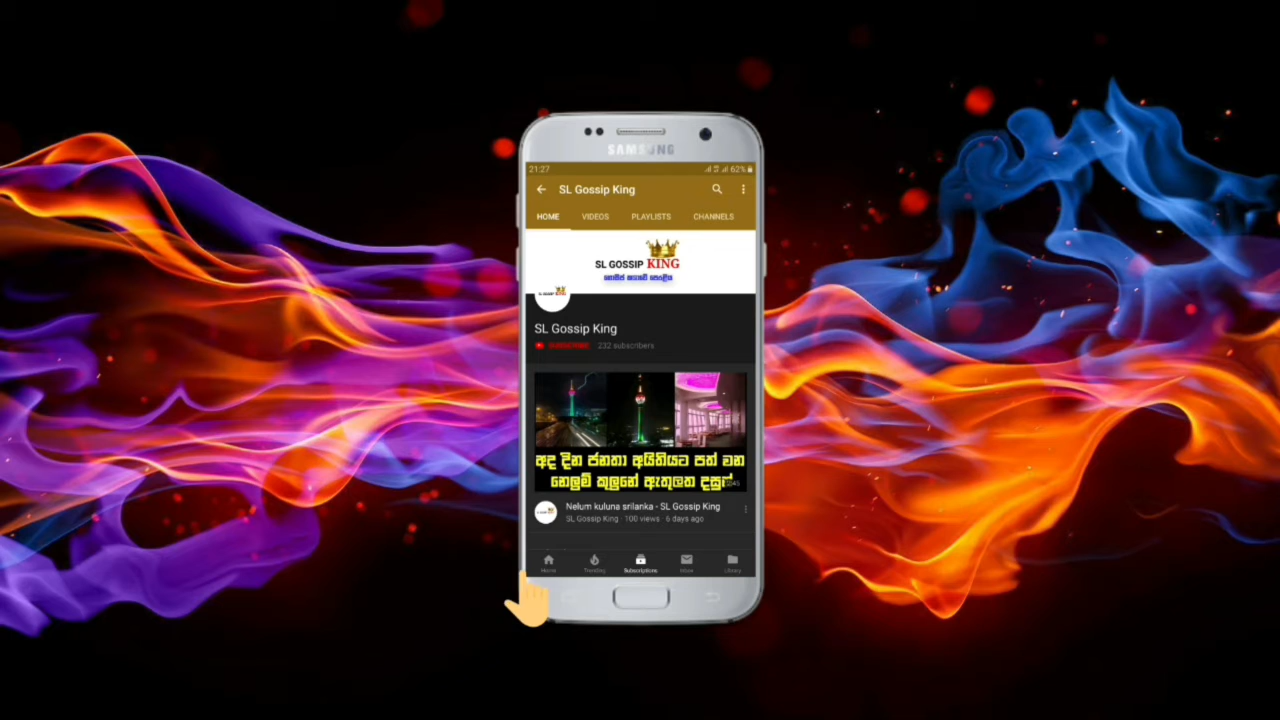 SAMSUNG
21:27
62%
SL Gossip King
HOME VIDEOS PLAYLISTS CHANNELS
SL GOSSIP KING
SL Gossip King
232 subscribers
අද දින ජනතා අයිතියට පත් වන
නෙලුම් කුලුනේ ඇතුලත දසුන්
Nelum kuluna srilanka - SL Gossip King
SL Gossip King · 100 views · 6 days ago
Home Trending Subscriptions Inbox Library